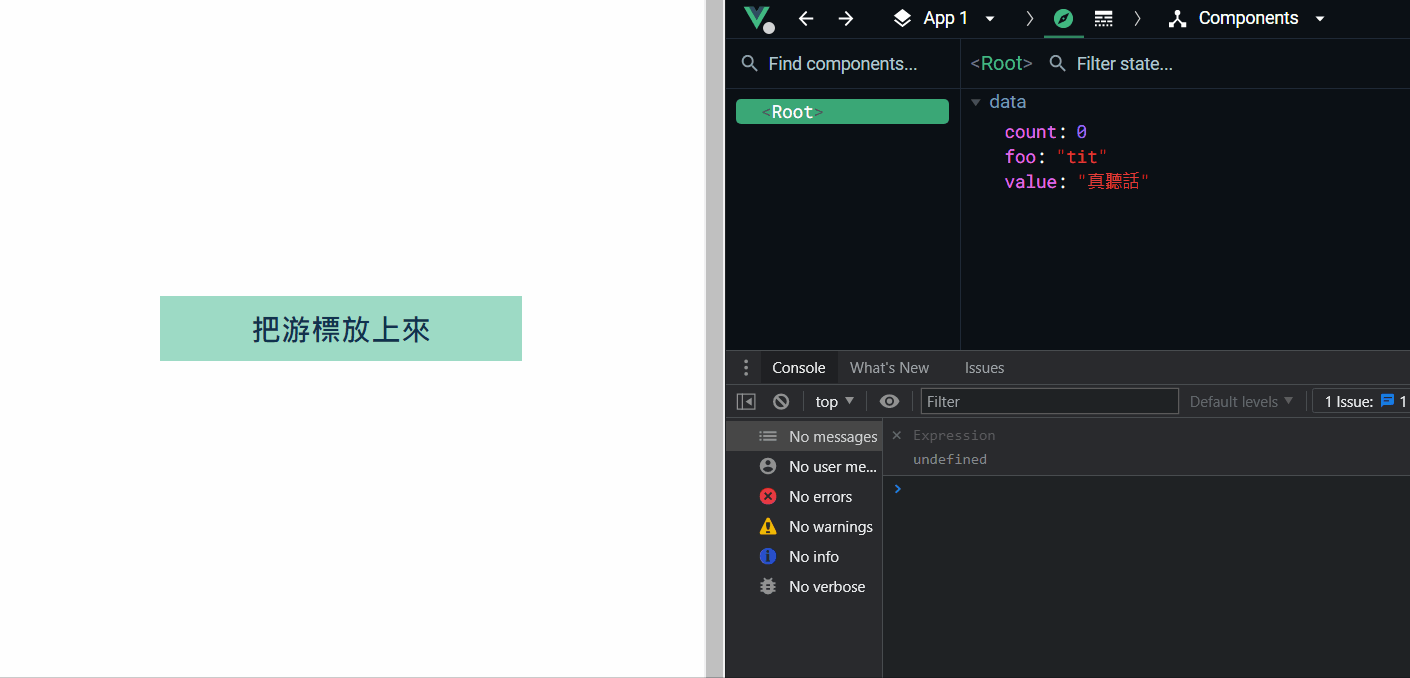 把游標放上來
App 1
Components
Find components...
<Root>
Filter state...
<Root>
data
count: 0
foo: "tit"
value: "真聽話"
Console
What's New
Issues
top
Filter
Default levels
1 Issue:
1
No messages
No user me...
No errors
No warnings
No info
No verbose
Expression
undefined